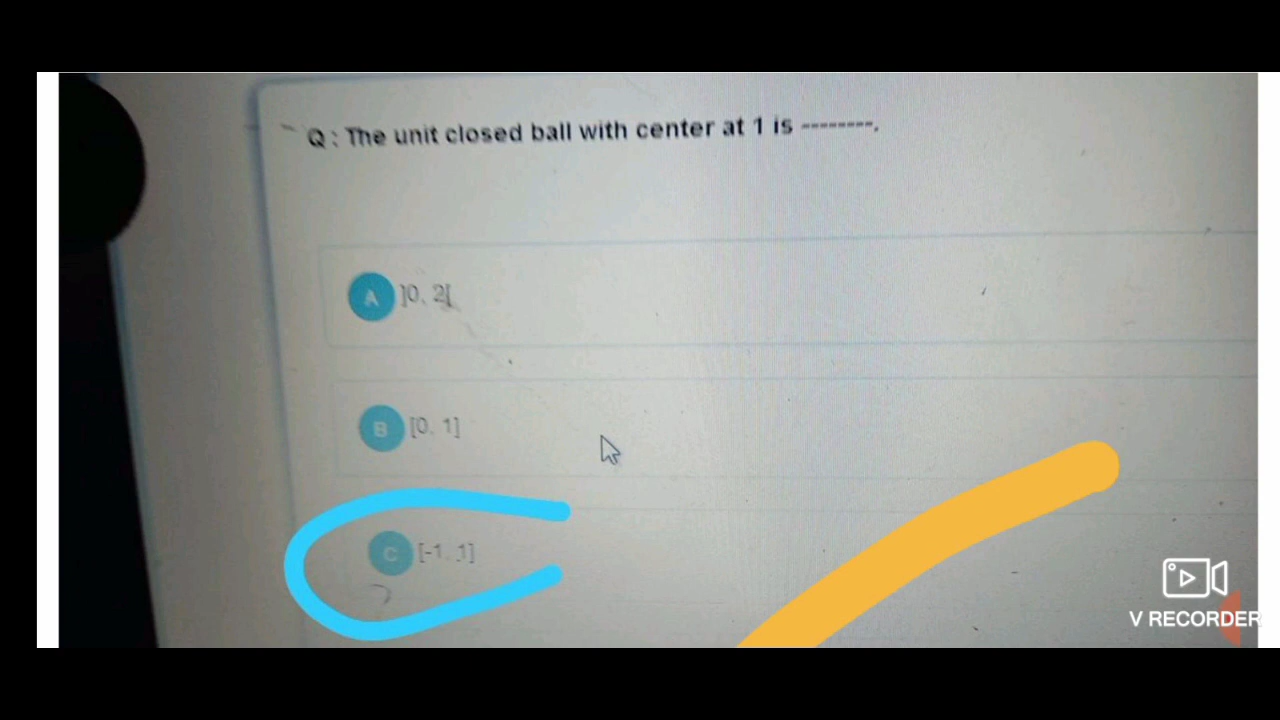 Q : The unit closed ball with center at 1 is --------.
A ]0, 2[
B [0, 1]
C [-1, 1]
V RECORDER